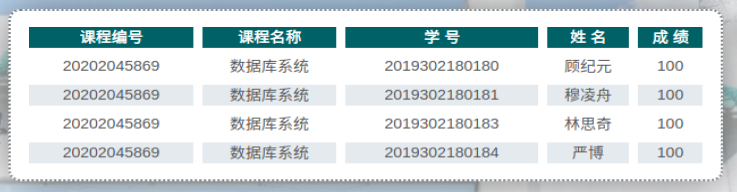 课程编号 课程名称 学 号 姓 名 成 绩
20202045869 数据库系统 2019302180180 顾纪元 100
20202045869 数据库系统 2019302180181 穆凌舟 100
20202045869 数据库系统 2019302180183 林思奇 100
20202045869 数据库系统 2019302180184 严博 100